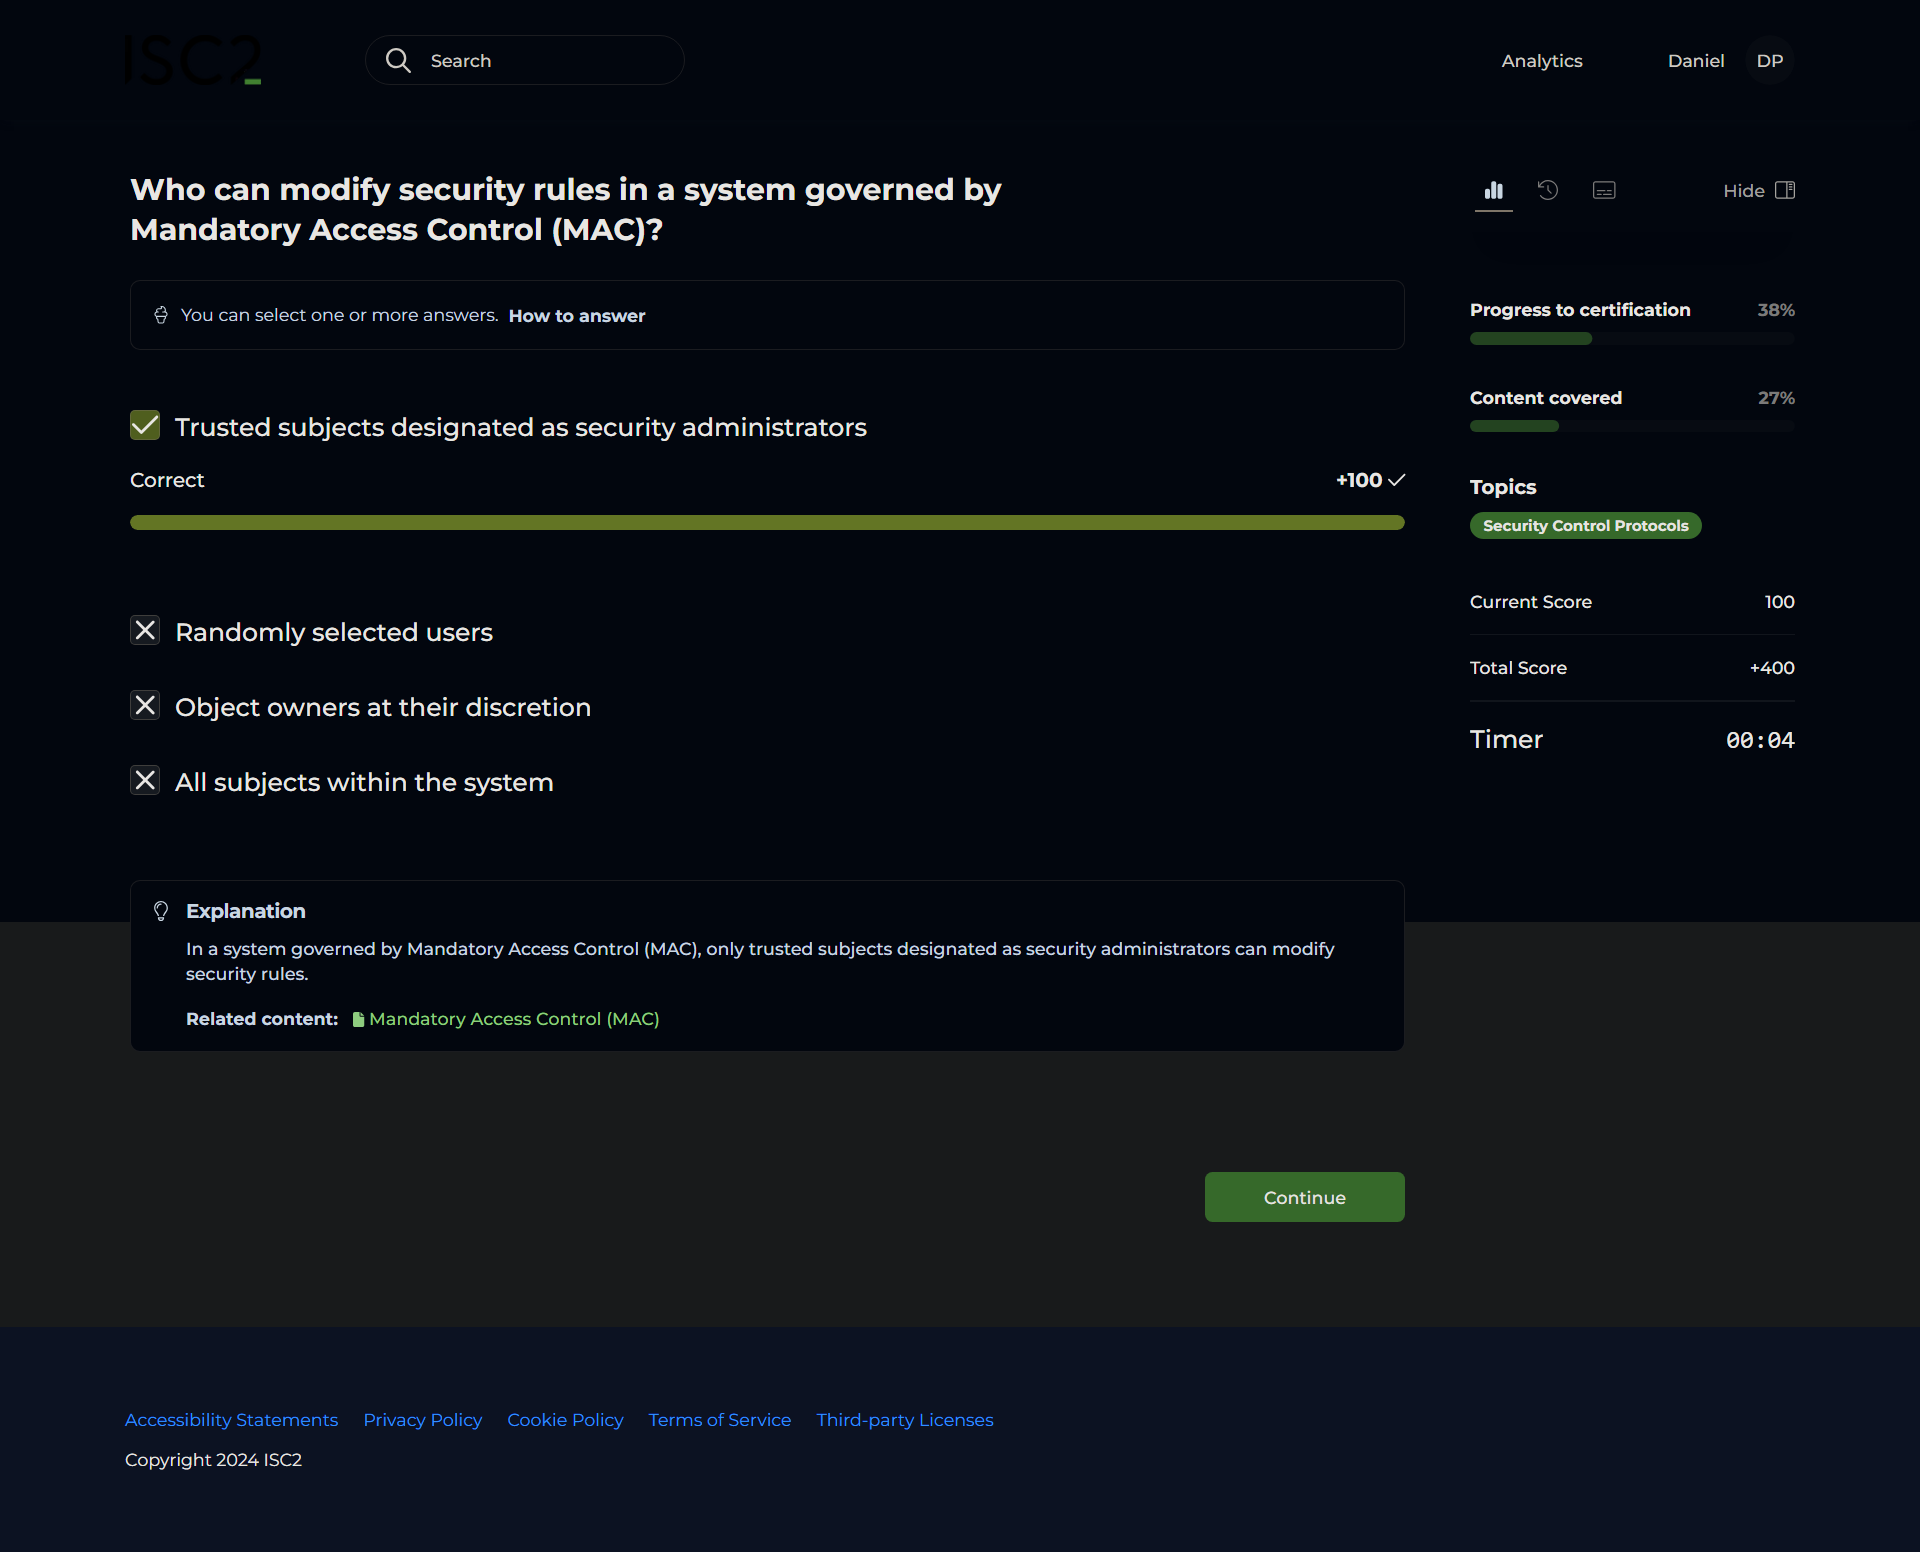 ISC2
Search
Analytics
Daniel
DP
Who can modify security rules in a system governed by
Mandatory Access Control (MAC)?
You can select one or more answers. How to answer
Trusted subjects designated as security administrators
Correct
+100
Randomly selected users
Object owners at their discretion
All subjects within the system
Explanation
In a system governed by Mandatory Access Control (MAC), only trusted subjects designated as security administrators can modify
security rules.
Related content: Mandatory Access Control (MAC)
Continue
Hide
Progress to certification 38%
Content covered 27%
Topics
Security Control Protocols
Current Score 100
Total Score +400
Timer 00:04
Accessibility Statements Privacy Policy Cookie Policy Terms of Service Third-party Licenses
Copyright 2024 ISC2